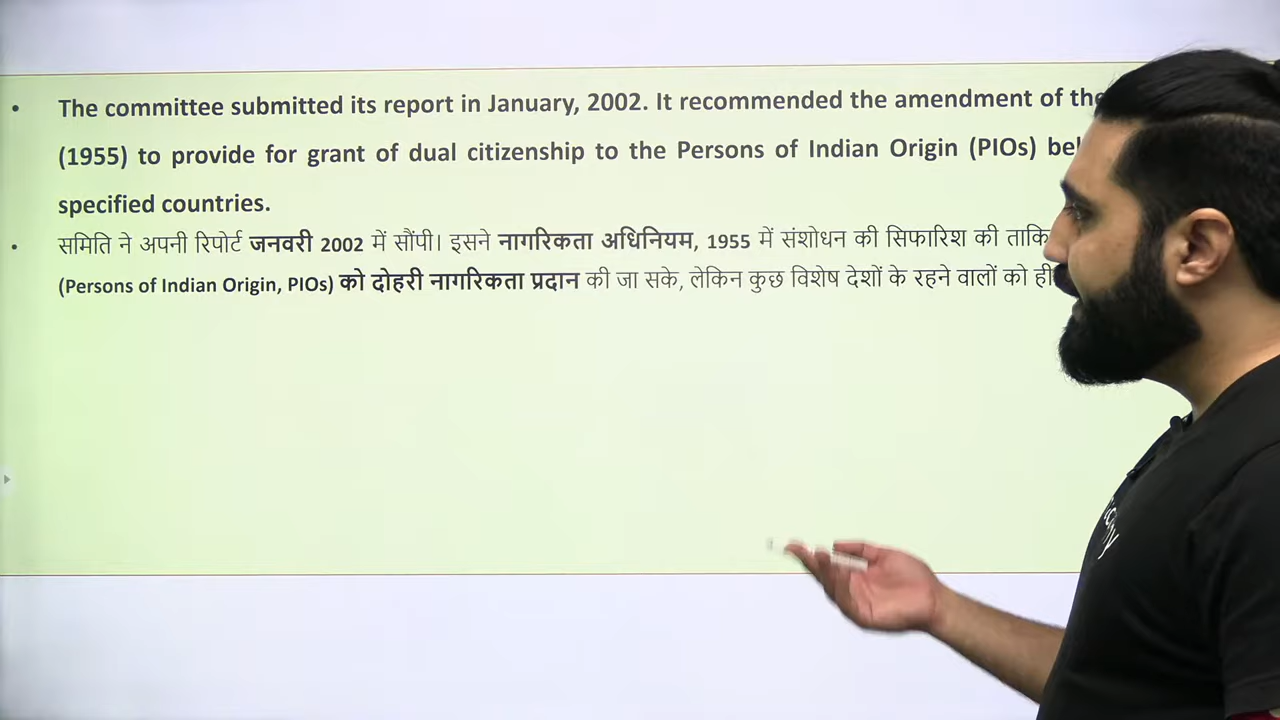 • The committee submitted its report in January, 2002. It recommended the amendment of the
(1955) to provide for grant of dual citizenship to the Persons of Indian Origin (PIOs)
specified countries.
• समिति ने अपनी रिपोर्ट जनवरी 2002 में सौंपी। इसने नागरिकता अधिनियम, 1955 में संशोधन की सिफारिश की ताकि
(Persons of Indian Origin, PIOs) को दोहरी नागरिकता प्रदान की जा सके, लेकिन कुछ विशेष देशों के रहने वालों को ही